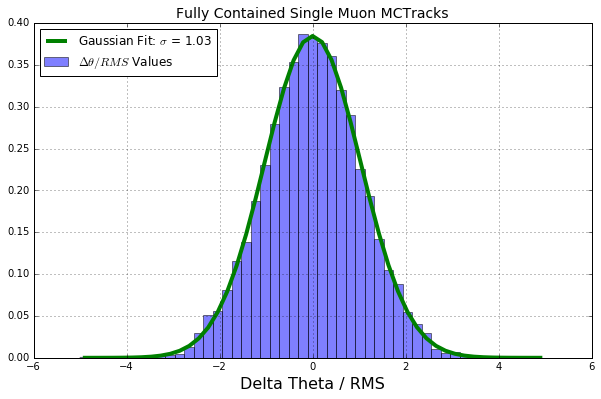 Fully Contained Single Muon MCTracks
Gaussian Fit: σ = 1.03
Δθ/RMS Values
0.40
0.35
0.30
0.25
0.20
0.15
0.10
0.05
0.00
−6 −4 −2 0 2 4 6
Delta Theta / RMS